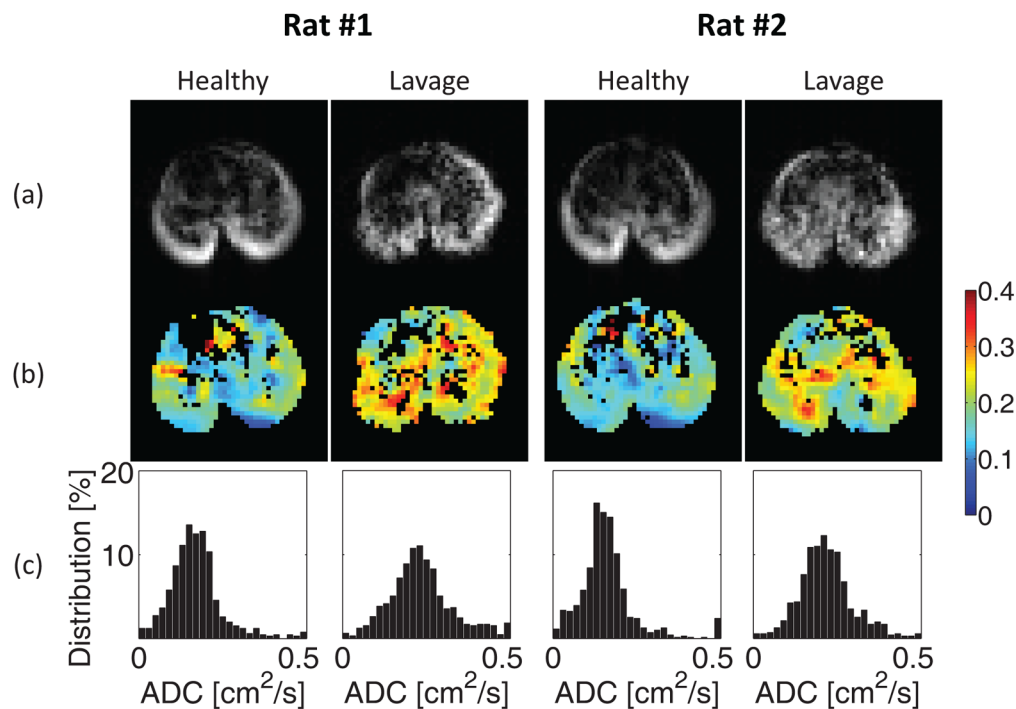 Rat #1 Rat #2
Healthy Lavage Healthy Lavage
(a)
(b)
0.4
0.3
0.2
0.1
0
(c)
Distribution [%]
20
10
0 0.5 0 0.5 0 0.5 0 0.5
ADC [cm²/s] ADC [cm²/s] ADC [cm²/s] ADC [cm²/s]